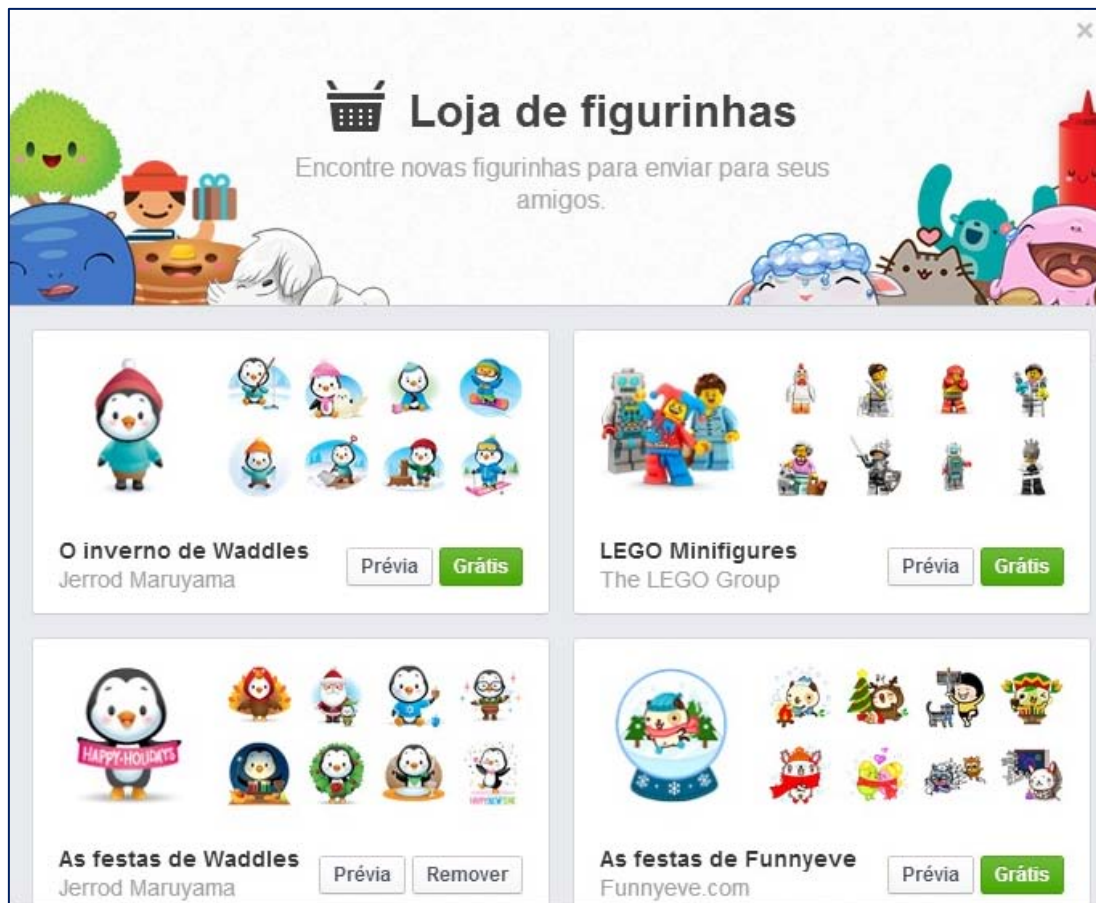 Loja de figurinhas
Encontre novas figurinhas para enviar para seus
amigos.
O inverno de Waddles
Jerrod Maruyama
Prévia
Grátis
LEGO Minifigures
The LEGO Group
Prévia
Grátis
HAPPY·HOLIDAYS
As festas de Waddles
Jerrod Maruyama
Prévia
Remover
As festas de Funnyeve
Funnyeve.com
Prévia
Grátis